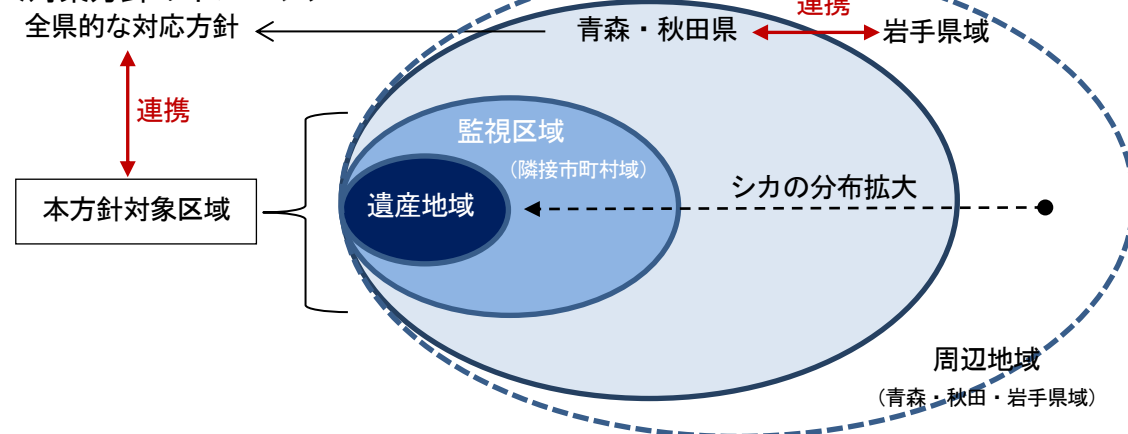 全県的な対応方針
青森・秋田県
連携
岩手県域
連携
監視区域
(隣接市町村域)
シカの分布拡大
本方針対象区域
遺産地域
周辺地域
(青森・秋田・岩手県域)